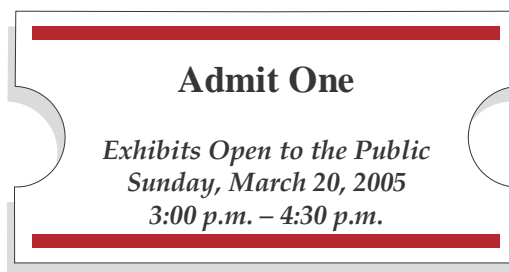 Admit One
Exhibits Open to the Public
Sunday, March 20, 2005
3:00 p.m. – 4:30 p.m.